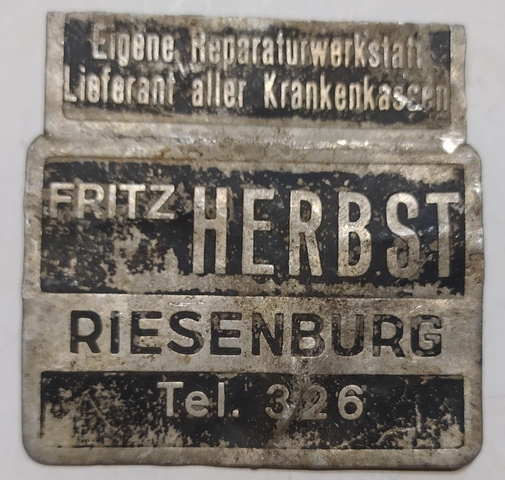 Eigene Reparaturwerkstatt
Lieferant aller Krankenkassen
FRITZ HERBST
RIESENBURG
Tel. 326